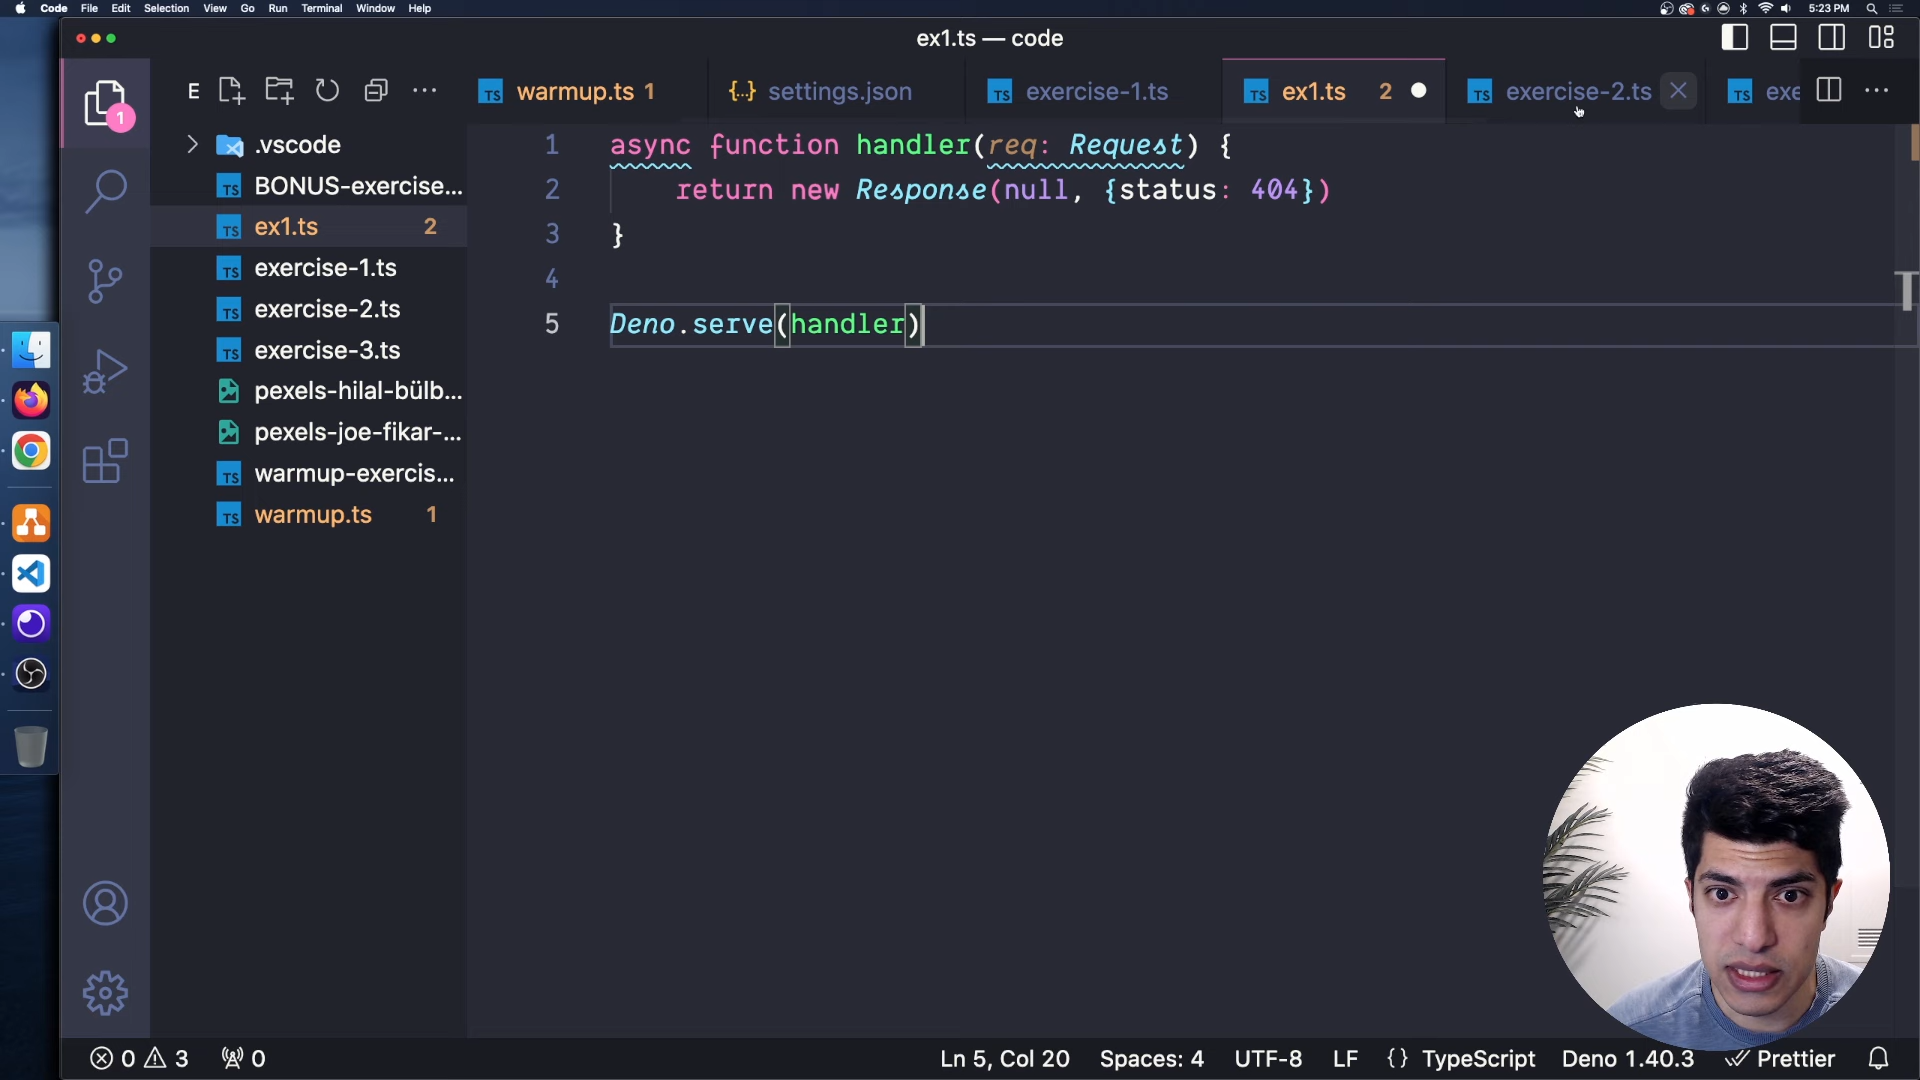 Code File Edit Selection View Go Run Terminal Window Help 5:23 PM
ex1.ts — code
E
warmup.ts 1
settings.json
exercise-1.ts
ex1.ts 2
exercise-2.ts
exe
1
.vscode
BONUS-exercise...
ex1.ts 2
exercise-1.ts
exercise-2.ts
exercise-3.ts
pexels-hilal-bülb...
pexels-joe-fikar-...
warmup-exercis...
warmup.ts 1
1 async function handler(req: Request) {
2 return new Response(null, {status: 404})
3 }
4
5 Deno.serve(handler)
0 3 0 Ln 5, Col 20 Spaces: 4 UTF-8 LF {} TypeScript Deno 1.40.3 Prettier